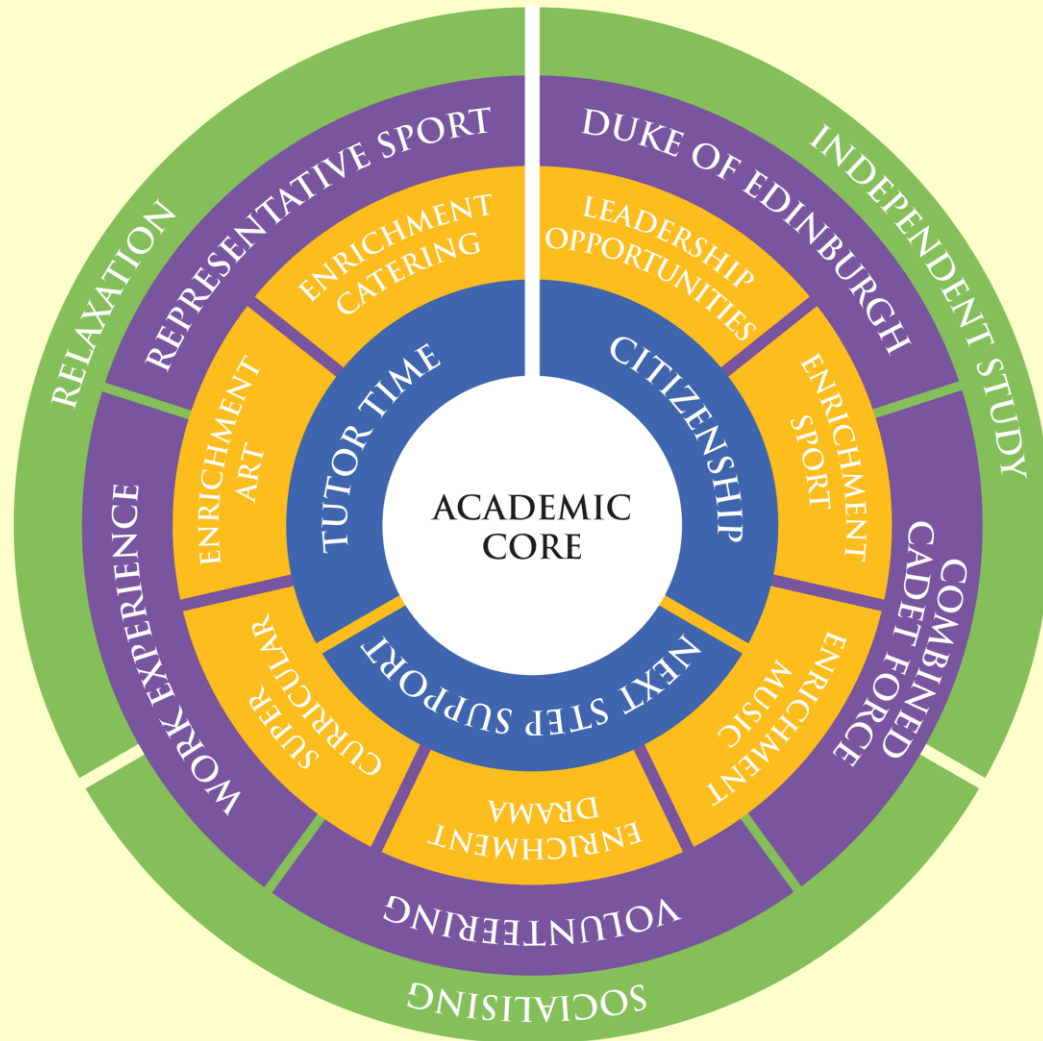 ACADEMIC
CORE
CITIZENSHIP
NEXT STEP SUPPORT
TUTOR TIME
LEADERSHIP
OPPORTUNITIES
ENRICHMENT
SPORT
ENRICHMENT
MUSIC
ENRICHMENT
DRAMA
SUPER
CURRICULAR
ENRICHMENT
ART
ENRICHMENT
CATERING
DUKE OF EDINBURGH
COMBINED
CADET FORCE
VOLUNTEERING
WORK EXPERIENCE
REPRESENTATIVE SPORT
INDEPENDENT STUDY
SOCIALISING
RELAXATION